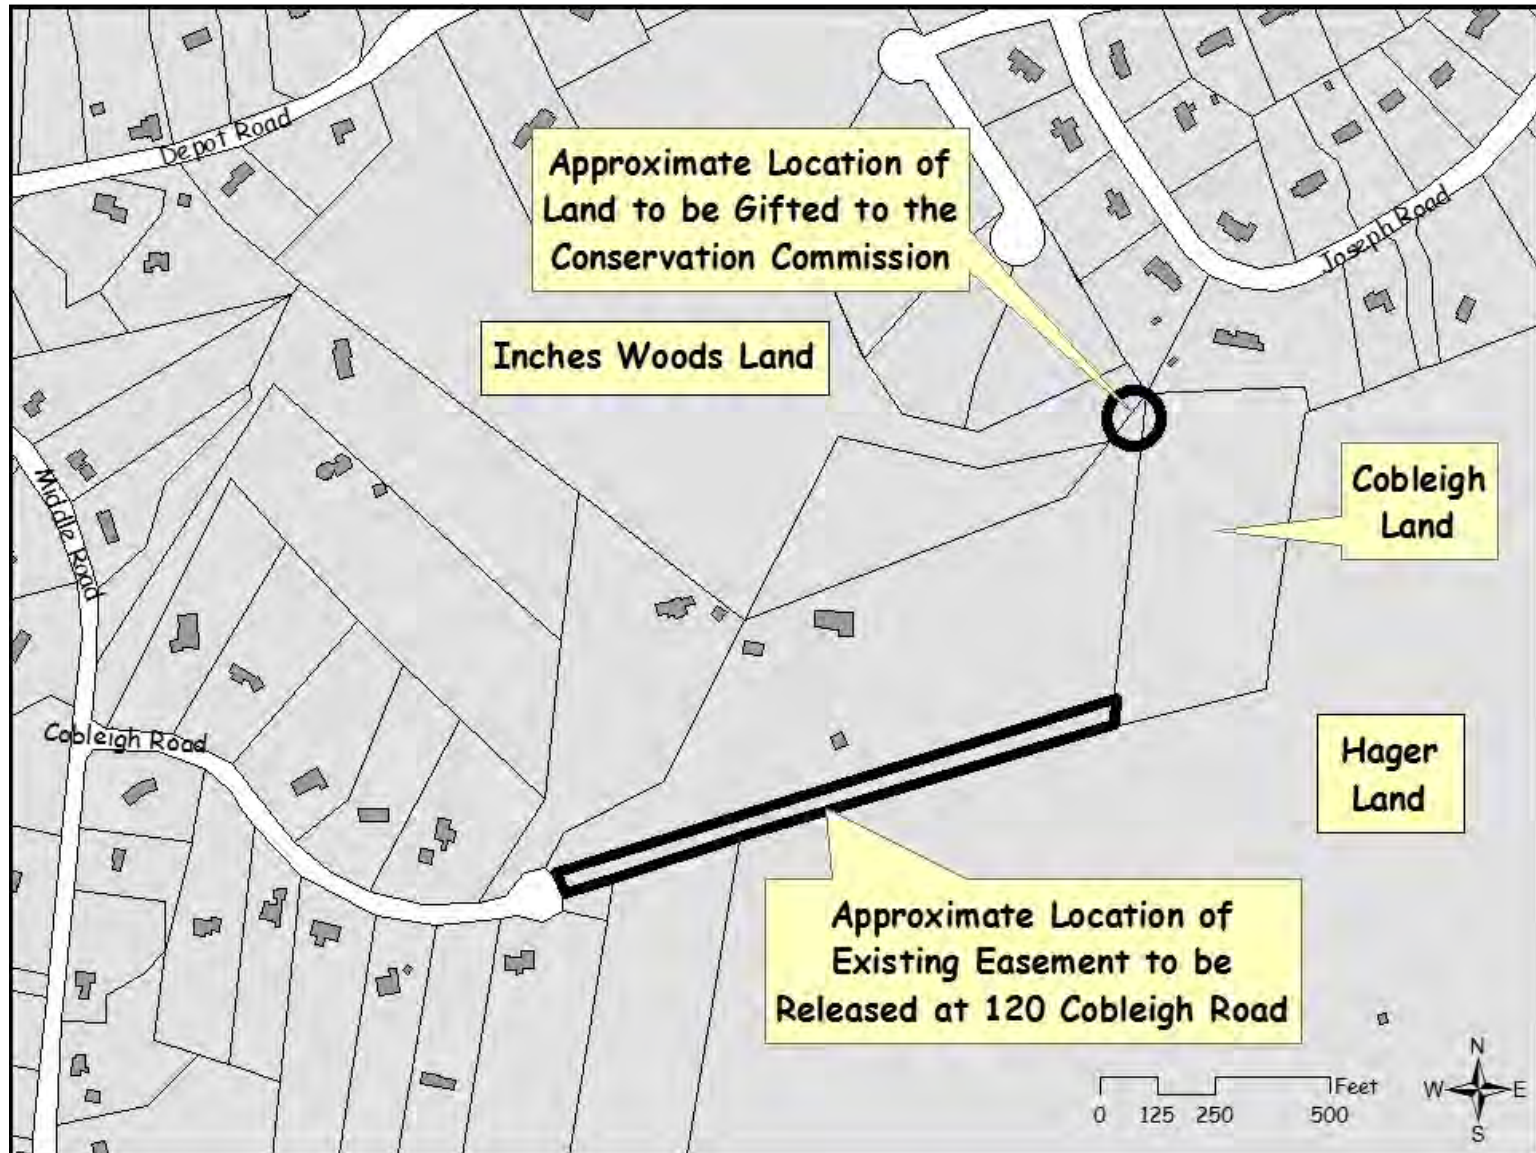 Depot Road
Approximate Location of
Land to be Gifted to the
Conservation Commission
Joseph Road
Inches Woods Land
Cobleigh
Land
Middle Road
Cobleigh Road
Hager
Land
Approximate Location of
Existing Easement to be
Released at 120 Cobleigh Road
N
W
E
S
Feet
0 125 250 500